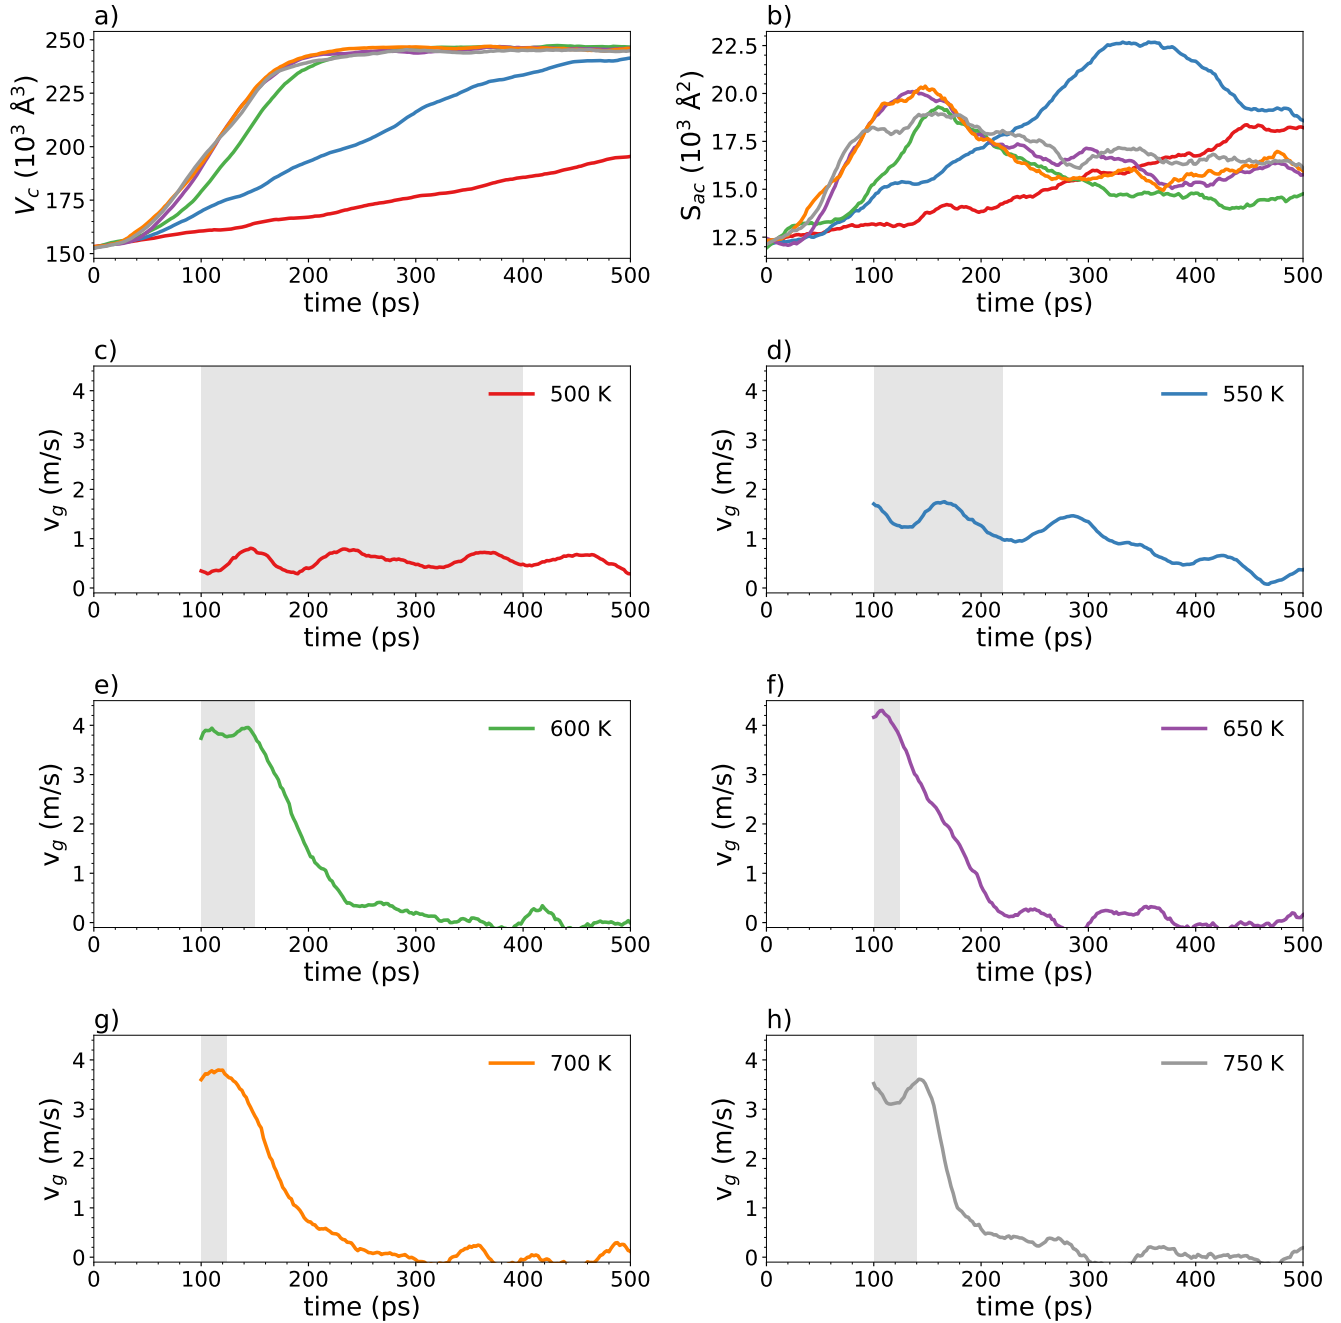 a)
250
225
200
175
150
V_c (10^3 Å^3)
0 100 200 300 400 500
time (ps)
b)
22.5
20.0
17.5
15.0
12.5
S_ac (10^3 Å^2)
0 100 200 300 400 500
time (ps)
c)
4
3
2
1
0
v_g (m/s)
500 K
0 100 200 300 400 500
time (ps)
d)
4
3
2
1
0
v_g (m/s)
550 K
0 100 200 300 400 500
time (ps)
e)
4
3
2
1
0
v_g (m/s)
600 K
0 100 200 300 400 500
time (ps)
f)
4
3
2
1
0
v_g (m/s)
650 K
0 100 200 300 400 500
time (ps)
g)
4
3
2
1
0
v_g (m/s)
700 K
0 100 200 300 400 500
time (ps)
h)
4
3
2
1
0
v_g (m/s)
750 K
0 100 200 300 400 500
time (ps)